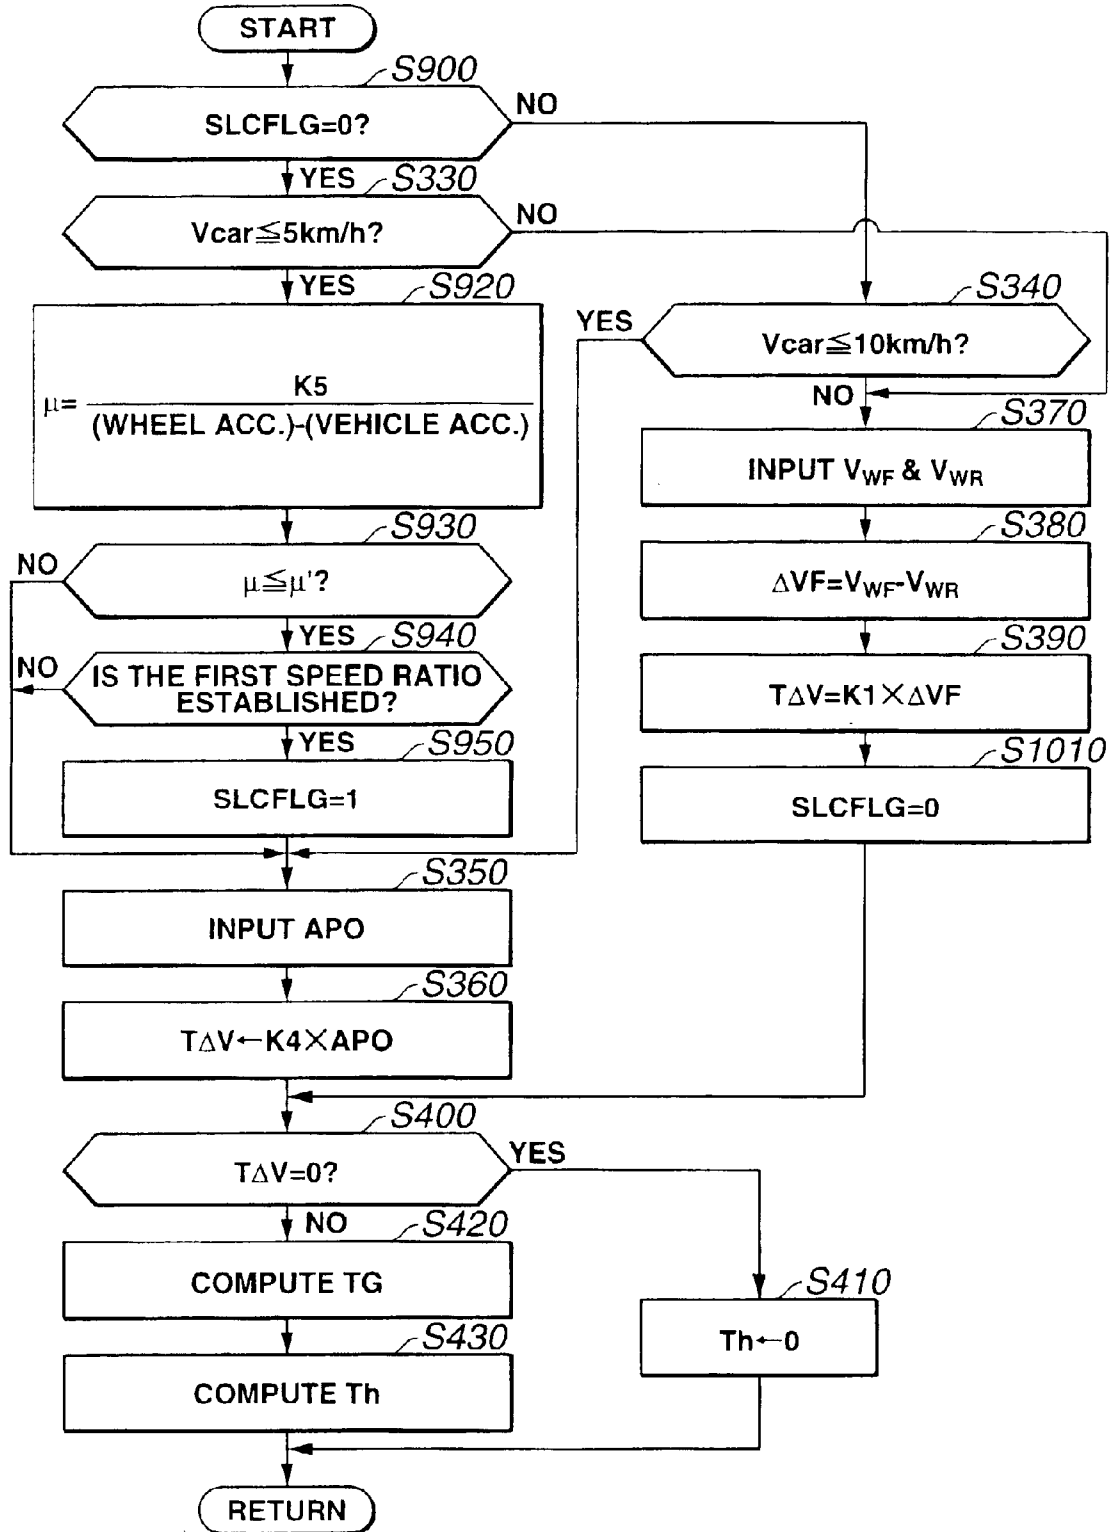 START
S900
SLCFLG=0?
NO
YES
S330
Vcar≦5km/h?
NO
YES
S920
μ= K5
(WHEEL ACC.)-(VEHICLE ACC.)
S340
YES
Vcar≦10km/h?
NO
S370
INPUT VWF & VWR
S380
ΔVF=VWF-VWR
S390
TΔV=K1×ΔVF
S1010
SLCFLG=0
S930
NO
μ≦μ'?
YES
S940
NO
IS THE FIRST SPEED RATIO
ESTABLISHED?
YES
S950
SLCFLG=1
S350
INPUT APO
S360
TΔV←K4×APO
S400
TΔV=0?
YES
NO
S420
COMPUTE TG
S410
Th←0
S430
COMPUTE Th
RETURN